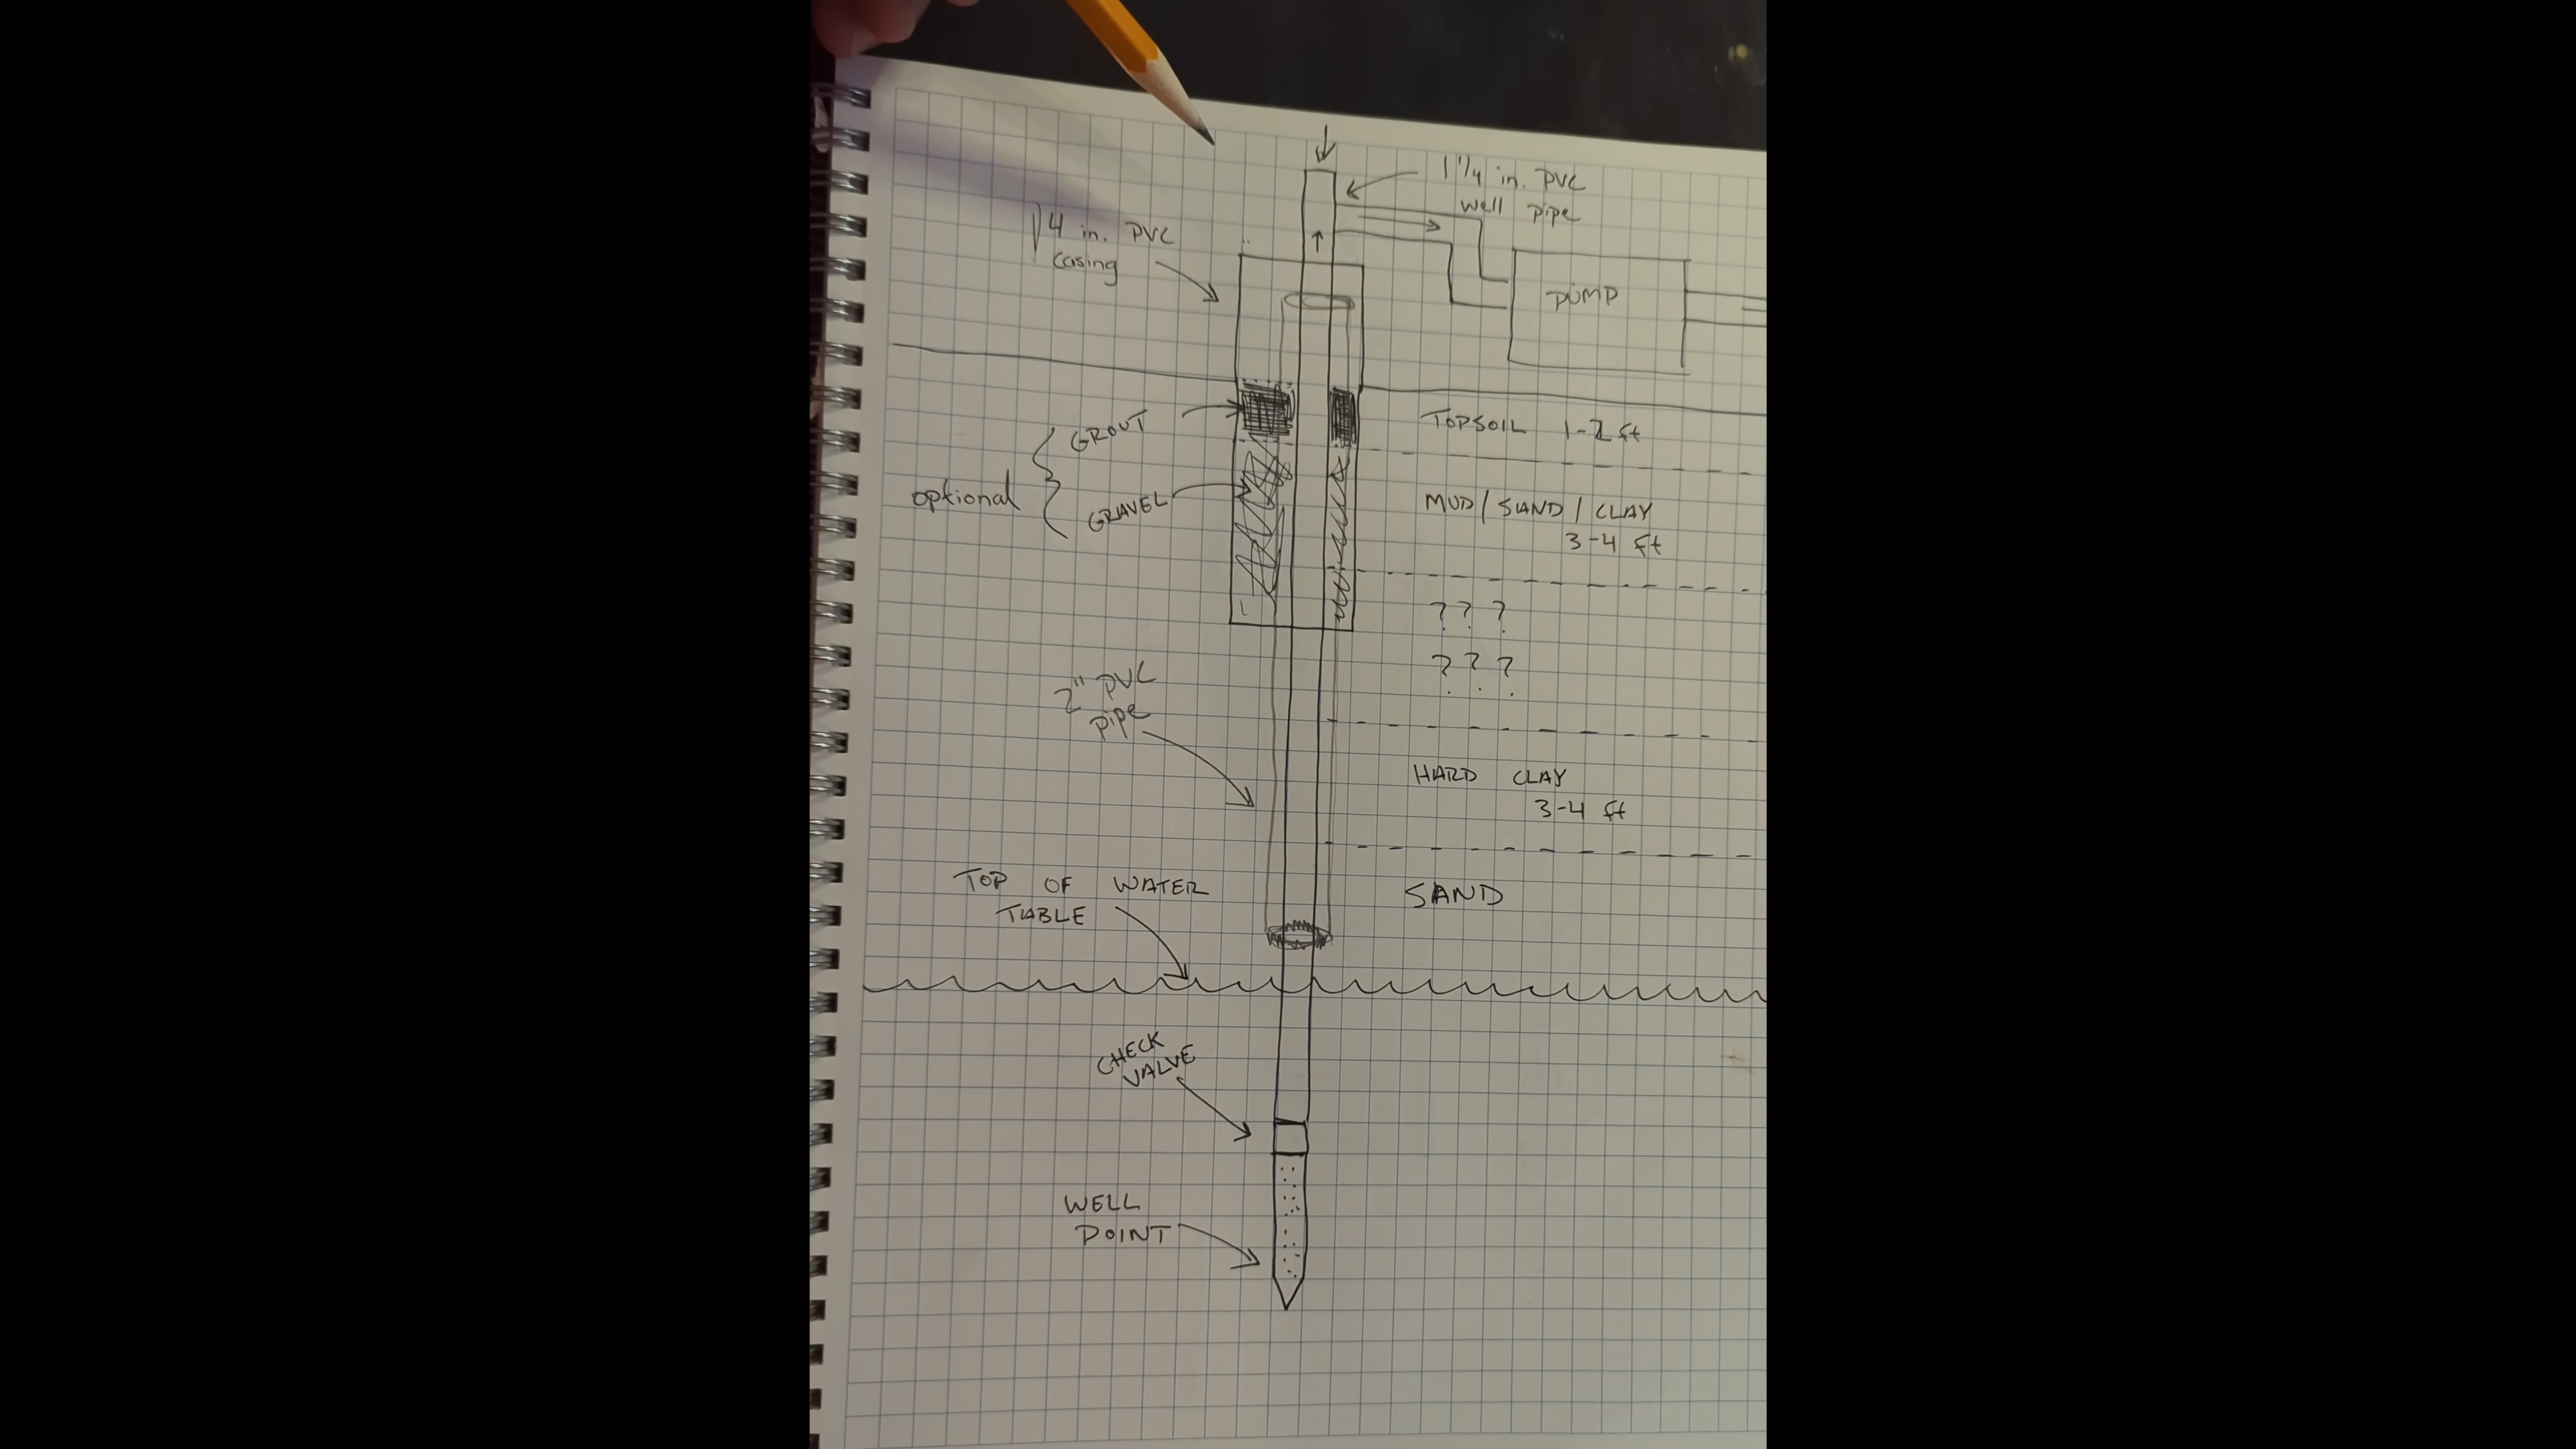 1 1/4 in. PVC
well pipe
4 in. PVC
casing
PUMP
GROUT
TOPSOIL 1-2 ft
optional
GRAVEL
MUD/SAND/CLAY
3-4 ft
? ? ?
? ? ?
2" PVC
pipe
HARD CLAY
3-4 ft
TOP OF WATER
TABLE
SAND
CHECK
VALVE
WELL
POINT